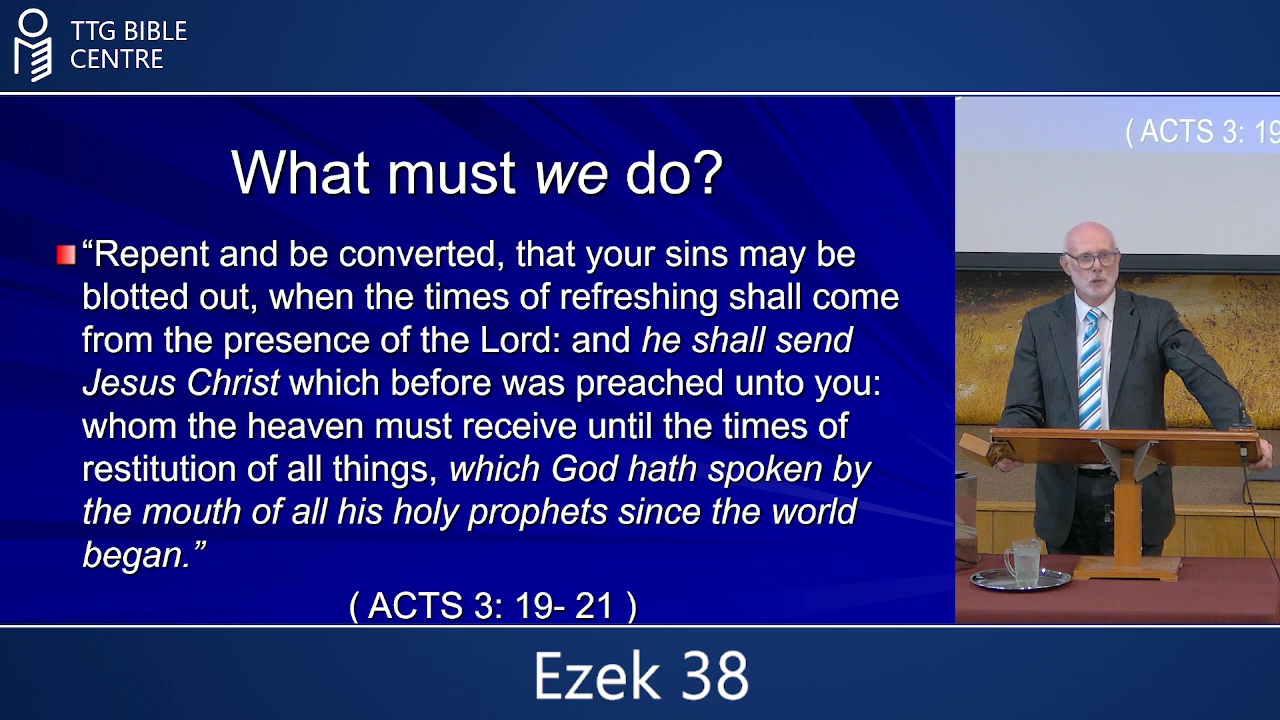 TTG BIBLE
CENTRE
What must we do?
“Repent and be converted, that your sins may be
blotted out, when the times of refreshing shall come
from the presence of the Lord: and he shall send
Jesus Christ which before was preached unto you:
whom the heaven must receive until the times of
restitution of all things, which God hath spoken by
the mouth of all his holy prophets since the world
began.”
( ACTS 3: 19- 21 )
( ACTS 3: 19
Ezek 38